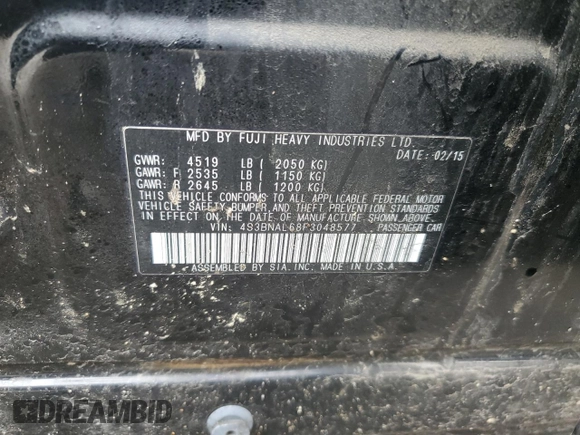 MFD BY FUJI HEAVY INDUSTRIES LTD.
DATE: 02/15
GVWR: 4519 LB( 2050 KG)
GAWR: F 2535 LB( 1150 KG)
GAWR: R 2645 LB( 1200 KG)
THIS VEHICLE CONFORMS TO ALL APPLICABLE FEDERAL MOTOR
VEHICLE SAFETY, BUMPER, AND THEFT PREVENTION STANDARDS
IN EFFECT ON THE DATE OF MANUFACTURE SHOWN ABOVE.
VIN: 4S3BNAL68F3048577 PASSENGER CAR
ASSEMBLED BY SIA, INC. MADE IN U.S.A.
DREAMBID